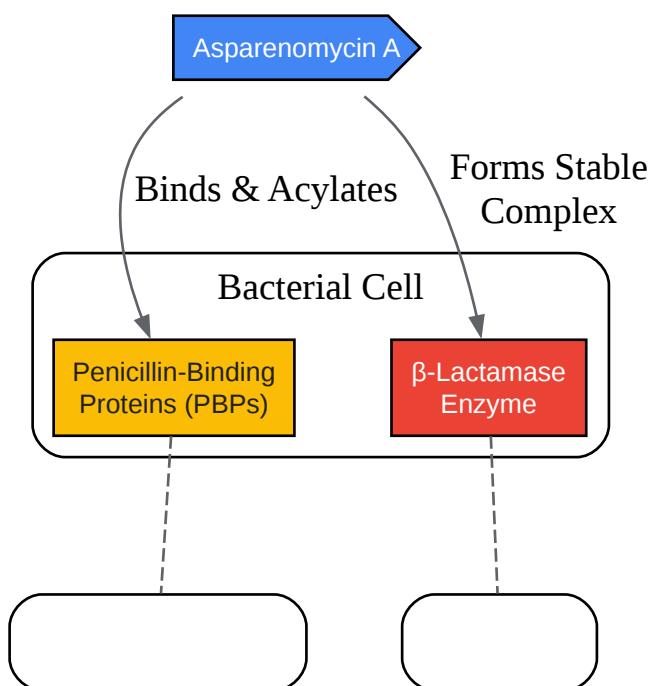 Asparenomycin A
Binds & Acylates
Forms Stable
Complex
Bacterial Cell
Penicillin-Binding
Proteins (PBPs)
β-Lactamase
Enzyme